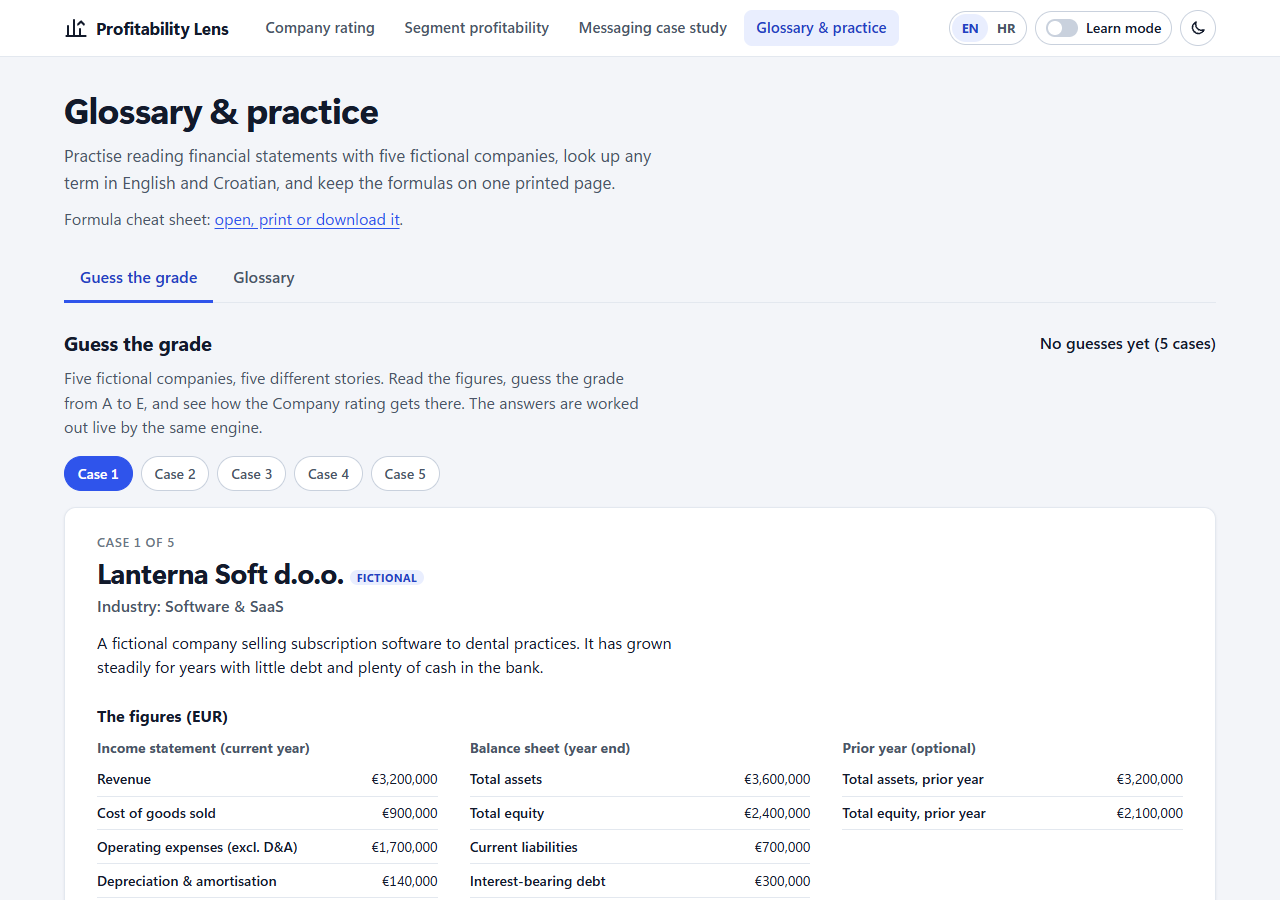 Profitability Lens
Company rating
Segment profitability
Messaging case study
Glossary & practice
EN
HR
Learn mode
Glossary & practice
Practise reading financial statements with five fictional companies, look up any
term in English and Croatian, and keep the formulas on one printed page.
Formula cheat sheet: open, print or download it.
Guess the grade
Glossary
Guess the grade
No guesses yet (5 cases)
Five fictional companies, five different stories. Read the figures, guess the grade
from A to E, and see how the Company rating gets there. The answers are worked
out live by the same engine.
Case 1
Case 2
Case 3
Case 4
Case 5
CASE 1 OF 5
Lanterna Soft d.o.o. FICTIONAL
Industry: Software & SaaS
A fictional company selling subscription software to dental practices. It has grown
steadily for years with little debt and plenty of cash in the bank.
The figures (EUR)
Income statement (current year)
Revenue €3,200,000
Cost of goods sold €900,000
Operating expenses (excl. D&A) €1,700,000
Depreciation & amortisation €140,000
Balance sheet (year end)
Total assets €3,600,000
Total equity €2,400,000
Current liabilities €700,000
Interest-bearing debt €300,000
Prior year (optional)
Total assets, prior year €3,200,000
Total equity, prior year €2,100,000